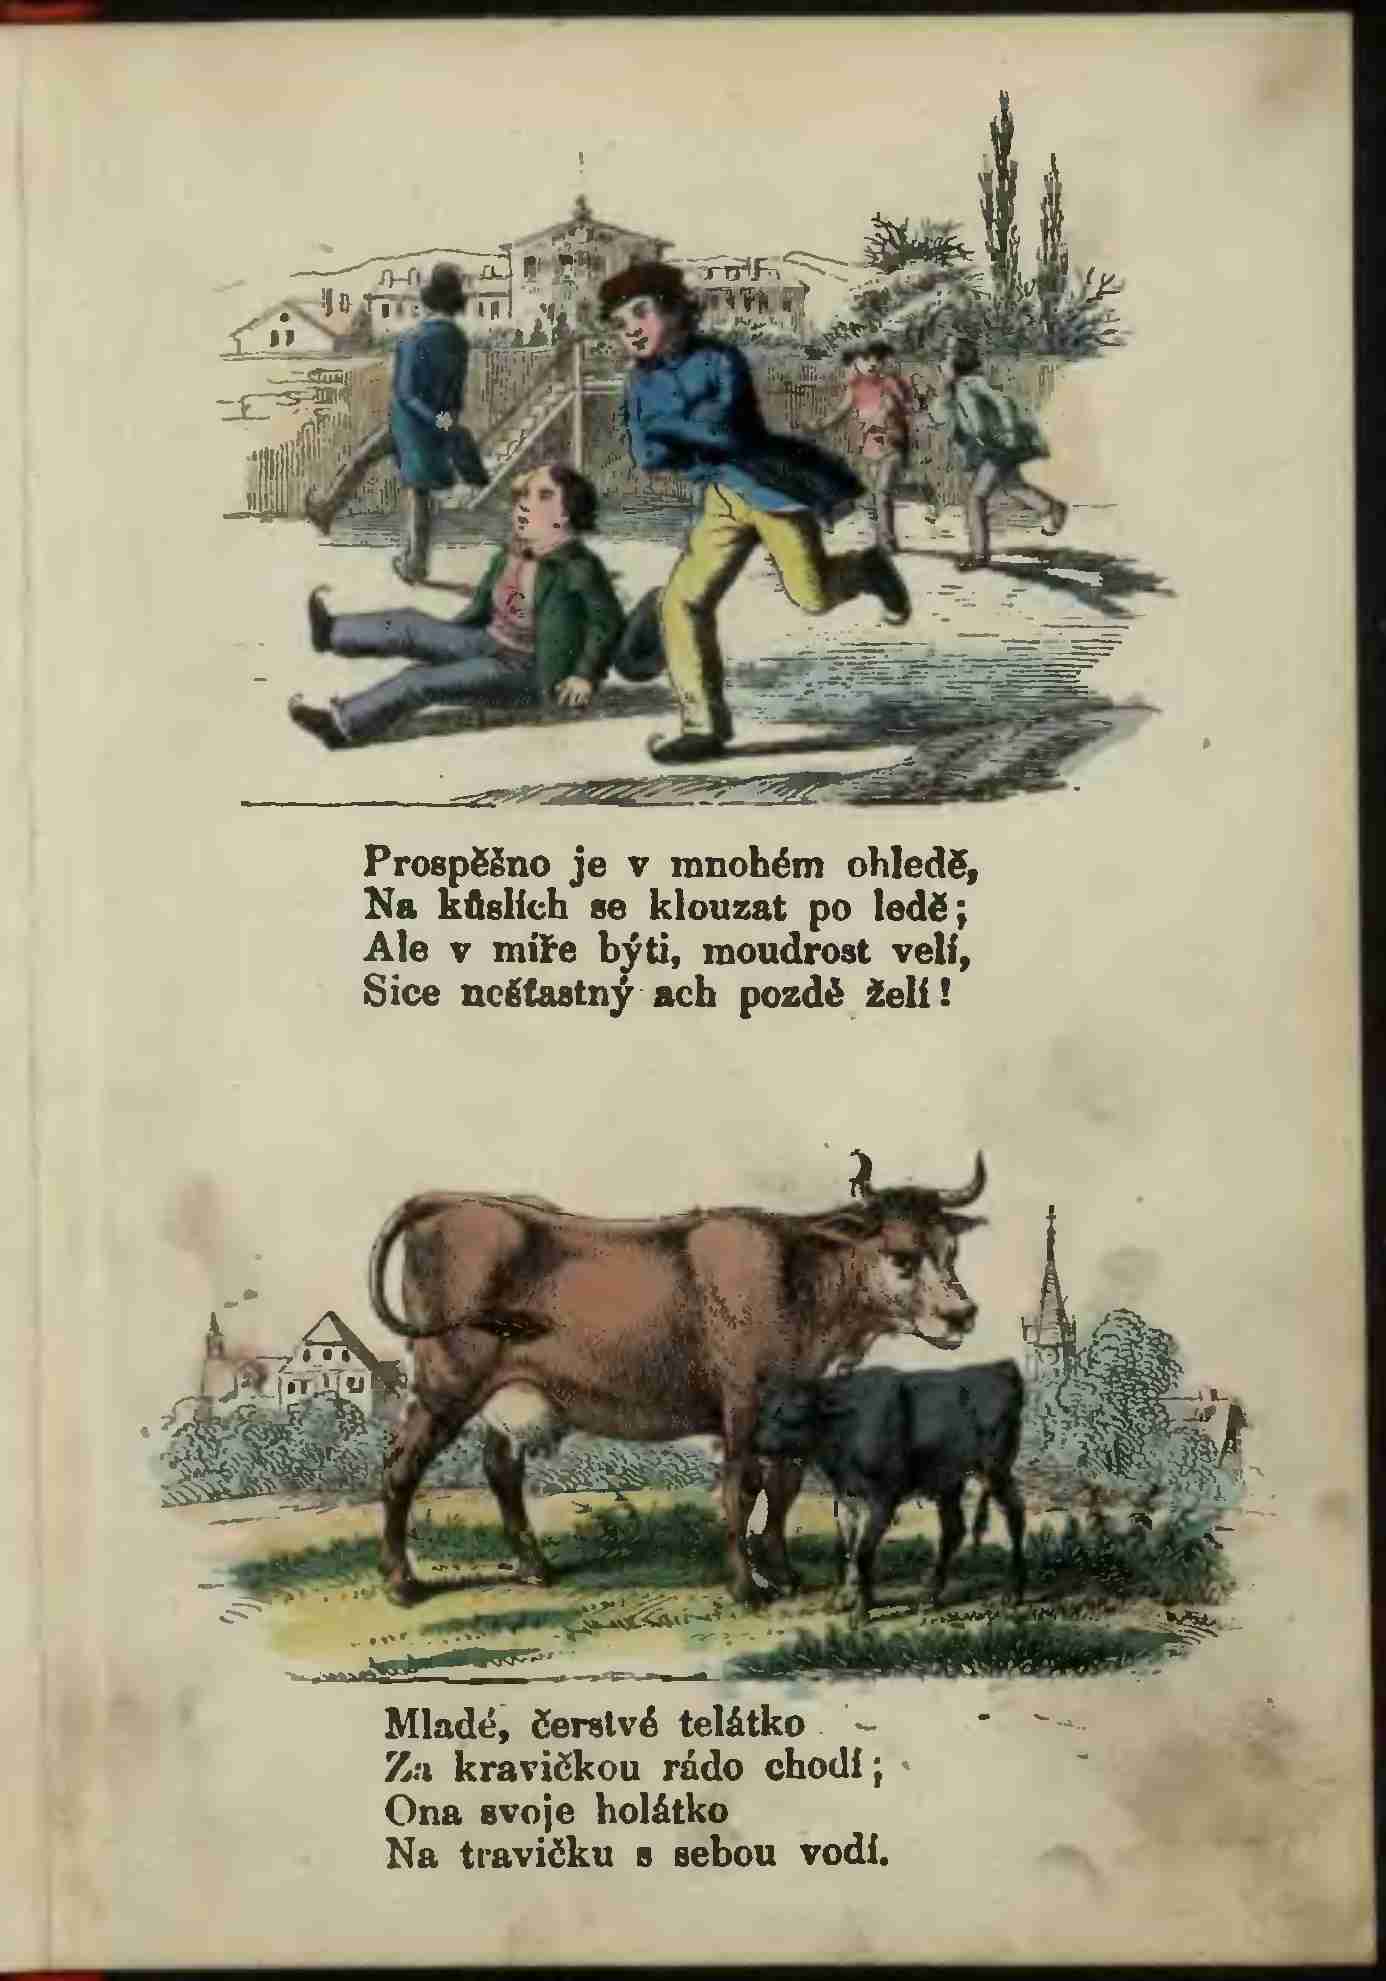 Prospěšno je v mnohém ohledě,
Na kůslích se klouzat po ledě;
Ale v míře býti, moudrost velí,
Sice nešťastný ach pozdě želí!
Mladé, čerstvé telátko
Za kravičkou rádo chodí;
Ona svoje holátko
Na travičku s sebou vodí.